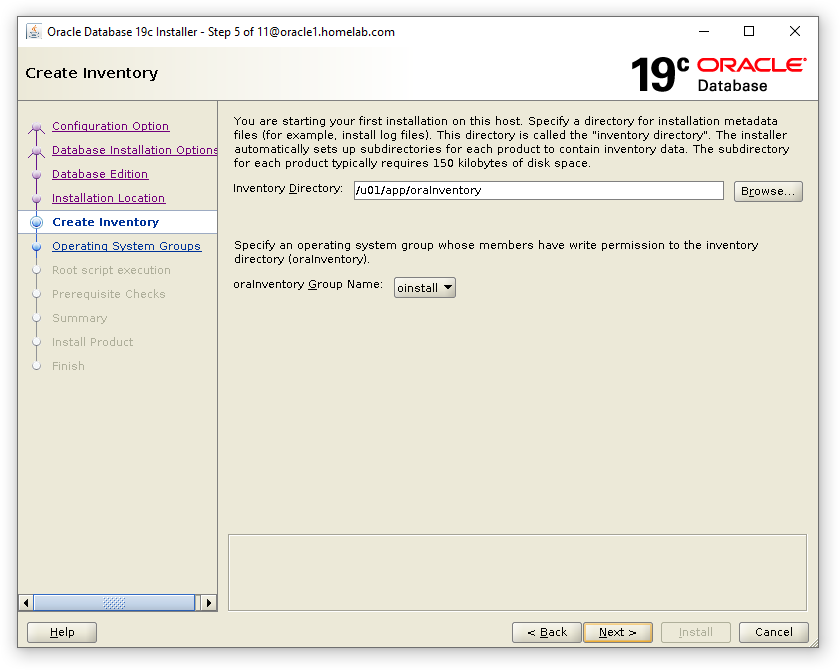 Oracle Database 19c Installer - Step 5 of 11@oracle1.homelab.com
Create Inventory
19c ORACLE
Database
Configuration Option
Database Installation Options
Database Edition
Installation Location
Create Inventory
Operating System Groups
Root script execution
Prerequisite Checks
Summary
Install Product
Finish
You are starting your first installation on this host. Specify a directory for installation metadata
files (for example, install log files). This directory is called the "inventory directory". The installer
automatically sets up subdirectories for each product to contain inventory data. The subdirectory
for each product typically requires 150 kilobytes of disk space.
Inventory Directory: /u01/app/oraInventory Browse...
Specify an operating system group whose members have write permission to the inventory
directory (oraInventory).
oraInventory Group Name: oinstall
Help < Back Next > Install Cancel